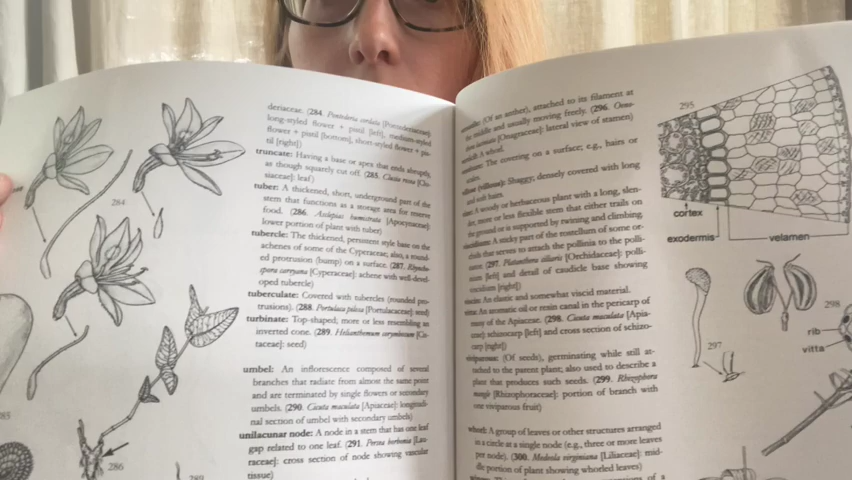 deriaceae. (284. Pontederia cordata [Pontederiaceae]:
long-styled flower + pistil [left], medium-styled
flower + pistil [bottom], short-styled flower + pis-
til [right])
truncate: Having a base or apex that ends abruptly,
as though squarely cut off. (285.
leaf)
tuber: A thickened, short, underground part of the
stem that functions as a storage area for reserve
food. (286. Asclepias humistrata [Apocynaceae]:
lower portion of plant with tuber)
tubercle: The thickened, persistent style base on the
achenes of some of the Cyperaceae; also, a round-
ed protrusion (bump) on a surface. (287. Rhyncho-
spora careyana [Cyperaceae]: achene with well-devel-
oped tubercle)
tuberculate: Covered with tubercles (rounded pro-
trusions). (288. Portulaca pilosa [Portulacaceae]: seed)
turbinate: Top-shaped; more or less resembling an
inverted cone. (289. Helianthemum corymbosum [Cis-
taceae]: seed)
umbel: An inflorescence composed of several
branches that radiate from almost the same point
and are terminated by single flowers or secondary
umbels. (290. Cicuta maculata [Apiaceae]: longitudi-
nal section of umbel with secondary umbels)
unilacunar node: A node in a stem that has one leaf
gap related to one leaf. (291. Persea borbonia [Lau-
raceae]: cross section of node showing vascular
tissue)
284
286
289
(Of an anther), attached to its filament at
the middle and usually moving freely. (296. Oeno-
[Onagraceae]: lateral view of stamen)
A whorl.
The covering on a surface; e.g., hairs or
(villous): Shaggy; densely covered with long
and soft hairs.
A woody or herbaceous plant with a long, slen-
der, more or less flexible stem that either trails on
the ground or is supported by twining and climbing.
A sticky part of the rostellum of some or-
chids that serves to attach the pollinia to the polli-
(297. Platanthera ciliaris [Orchidaceae]: polli-
nium [left] and detail of caudicle base showing
viscidium [right])
An elastic and somewhat viscid material.
An aromatic oil or resin canal in the pericarp of
many of the Apiaceae. (298. Cicuta maculata [Apia-
ceae]: schizocarp [left] and cross section of schizo-
carp [right])
viviparous: (Of seeds), germinating while still at-
tached to the parent plant; also used to describe a
plant that produces such seeds. (299. Rhizophora
mangle [Rhizophoraceae]: portion of branch with
one viviparous fruit)
whorl: A group of leaves or other structures arranged
in a circle at a single node (e.g., three or more leaves
per node). (300. Medeola virginiana [Liliaceae]: mid-
dle portion of plant showing whorled leaves)
295
cortex
exodermis
velamen
297
298
rib
vitta